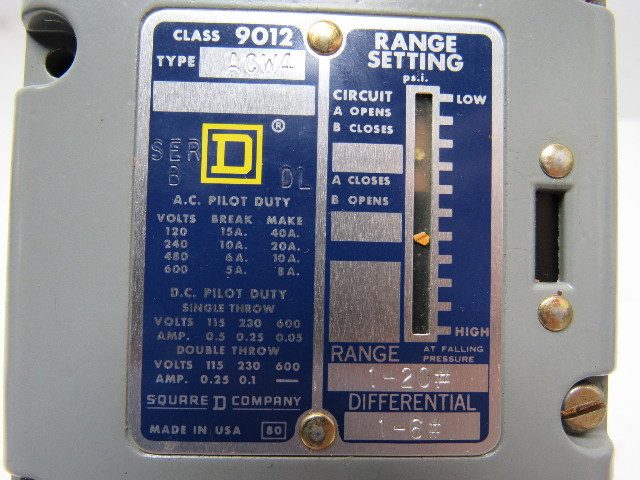 CLASS 9012
TYPE ACW4
SER D ®
B DL
A.C. PILOT DUTY
VOLTS BREAK MAKE
120 15A. 40A.
240 10A. 20A.
480 6A. 10A.
600 5A. 8A.
D.C. PILOT DUTY
SINGLE THROW
VOLTS 115 230 600
AMP. 0.5 0.25 0.05
DOUBLE THROW
VOLTS 115 230 600
AMP. 0.25 0.1 —
SQUARE D COMPANY
MADE IN USA 80
RANGE
SETTING
p.s.i.
CIRCUIT LOW
A OPENS
B CLOSES
A CLOSES
B OPENS
HIGH
RANGE AT FALLING
PRESSURE
1-20#
DIFFERENTIAL
1-6#